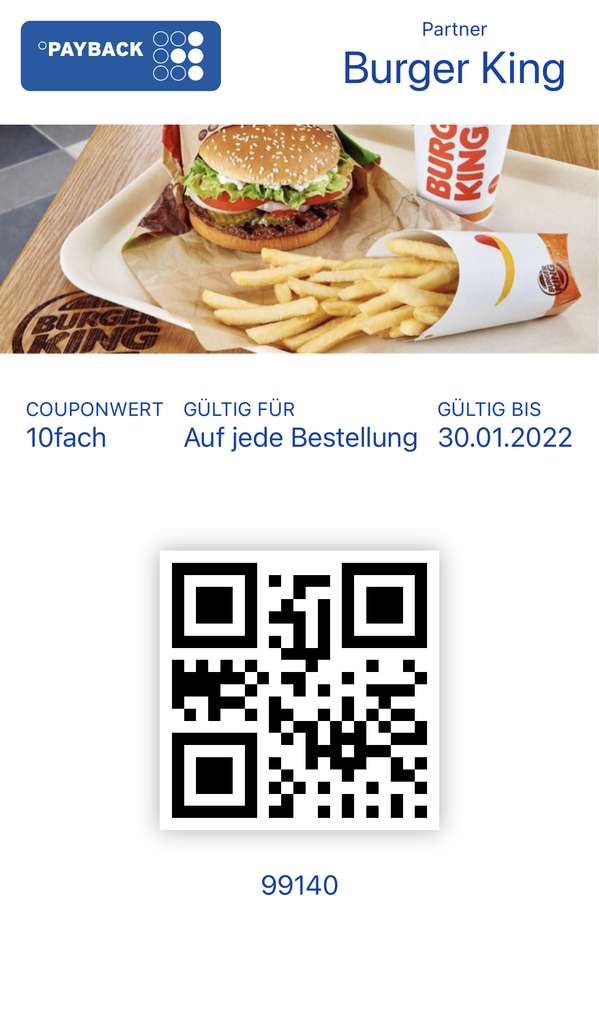 °PAYBACK
Partner
Burger King
BURGER
KING
BURGER
KING
COUPONWERT GÜLTIG FÜR GÜLTIG BIS
10fach Auf jede Bestellung 30.01.2022
99140